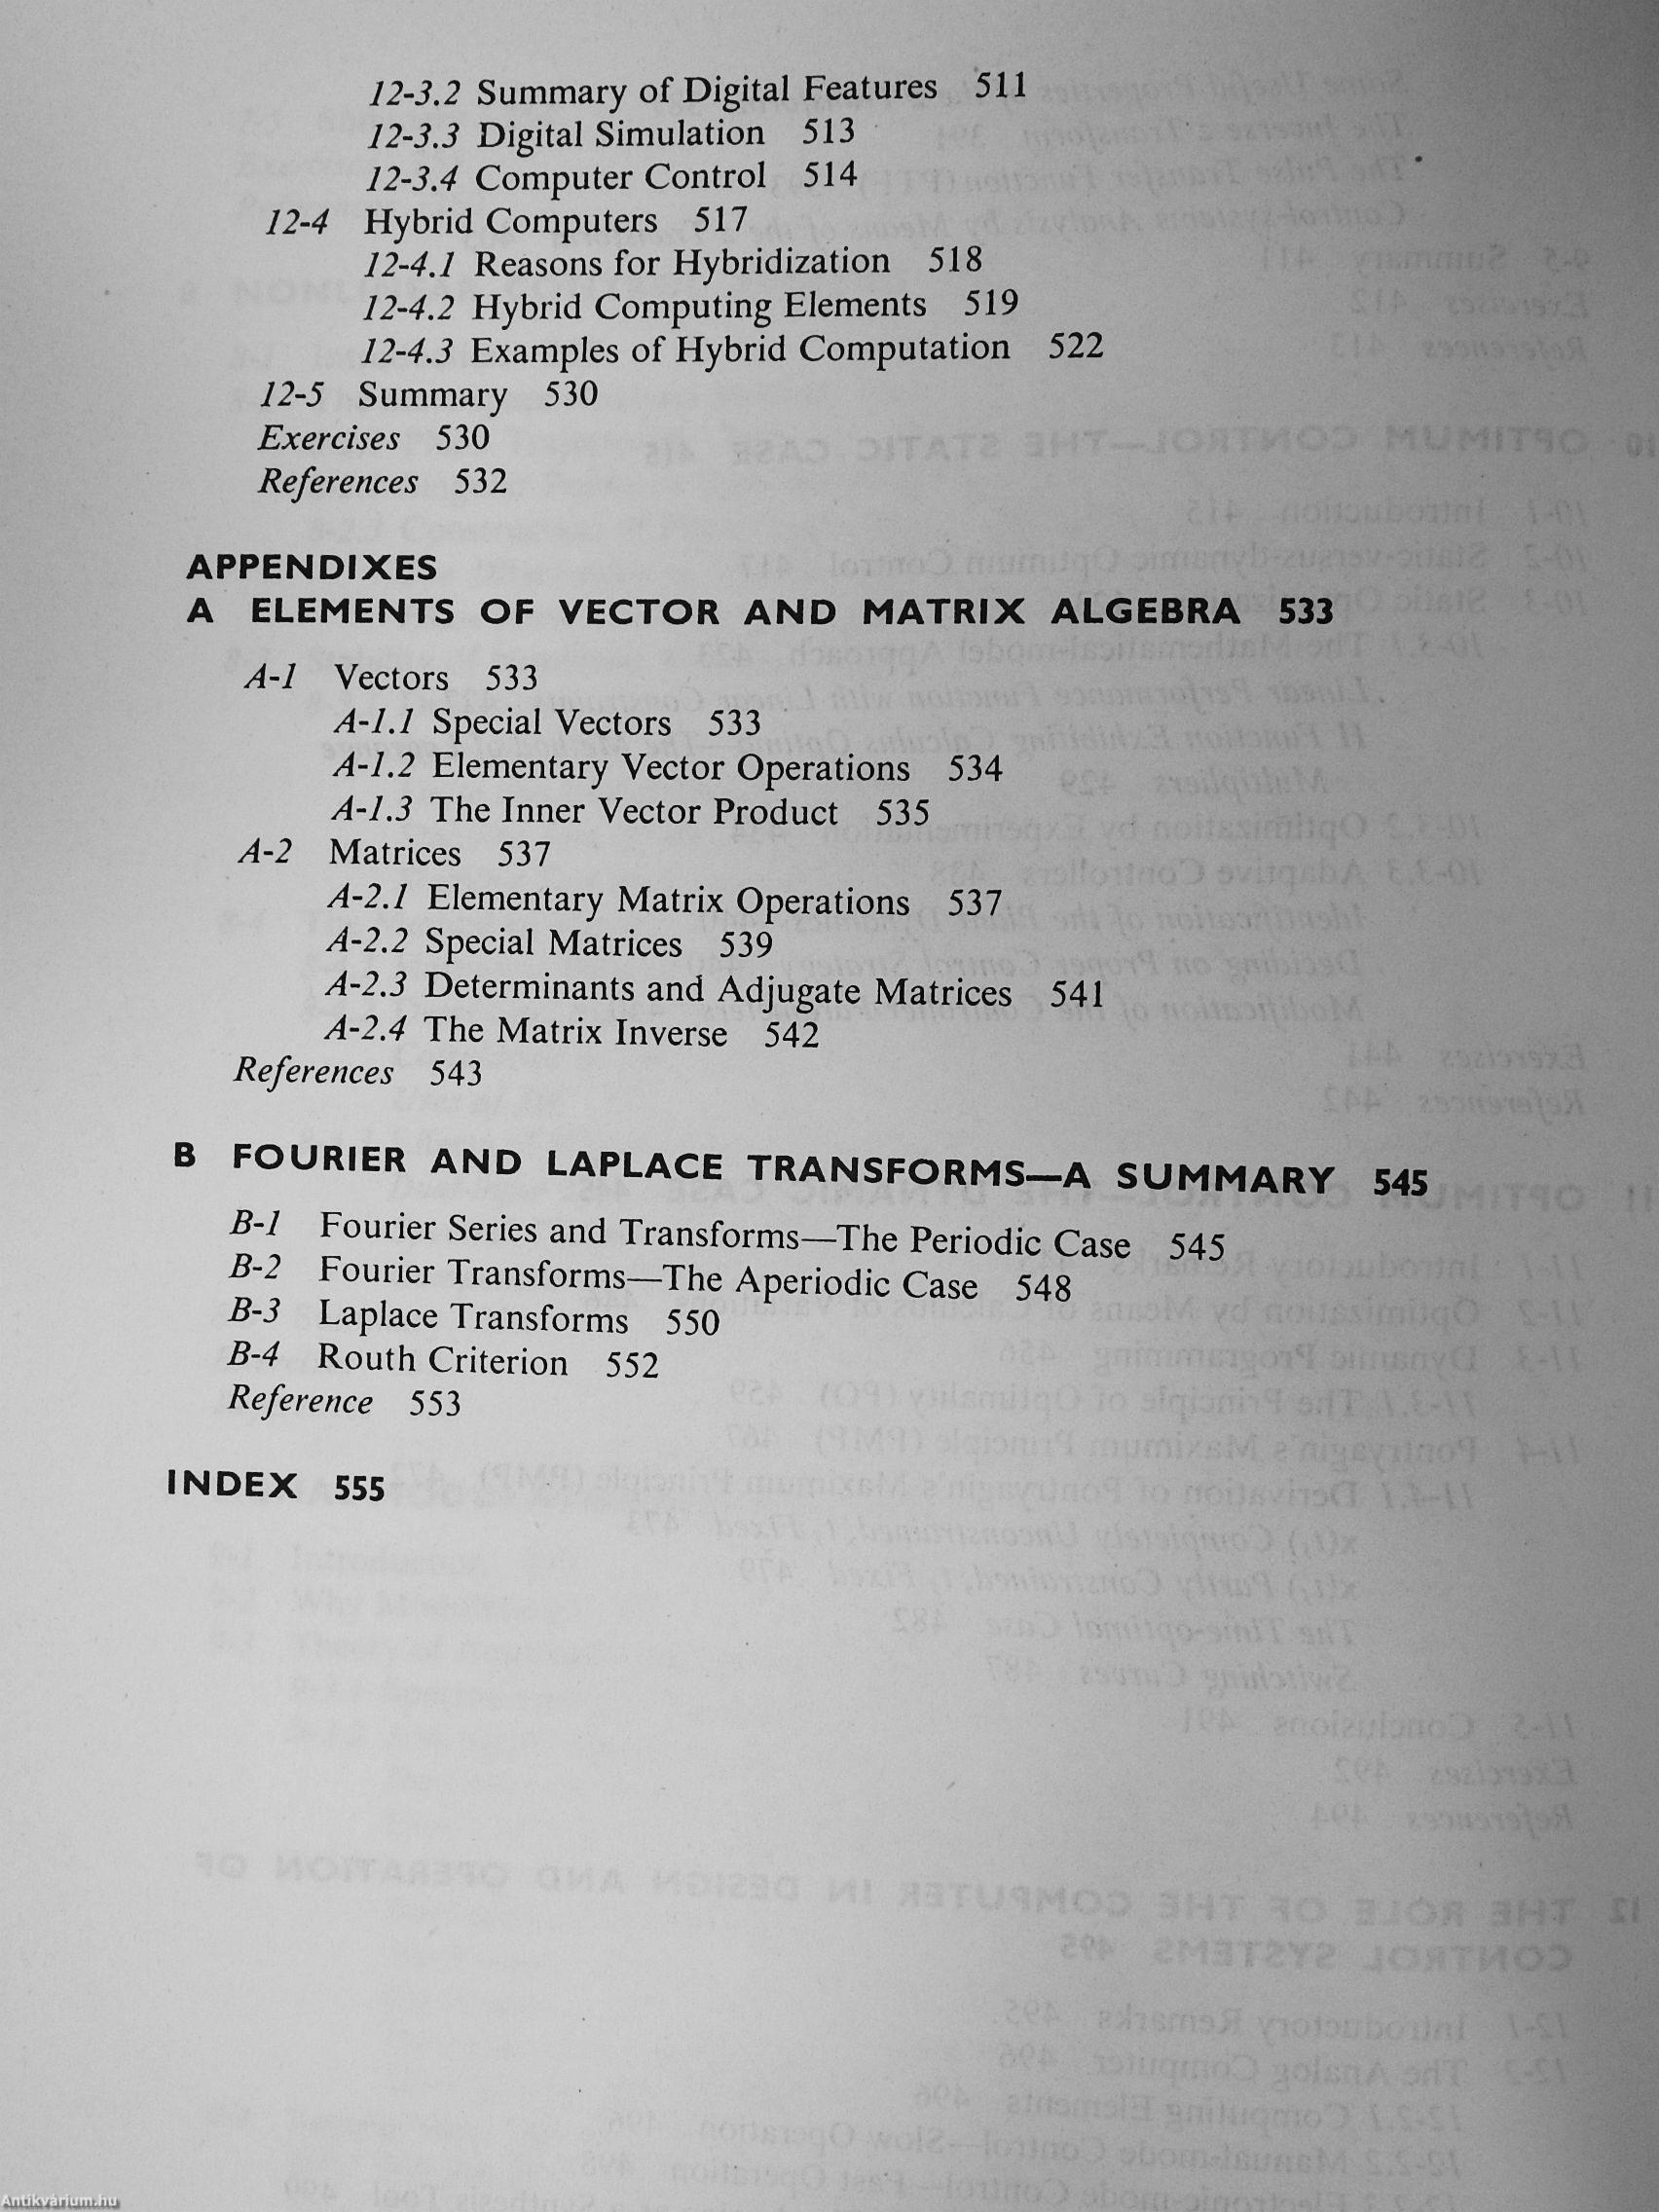 12-3.2 Summary of Digital Features 511
12-3.3 Digital Simulation 513
12-3.4 Computer Control 514
12-4 Hybrid Computers 517
12-4.1 Reasons for Hybridization 518
12-4.2 Hybrid Computing Elements 519
12-4.3 Examples of Hybrid Computation 522
12-5 Summary 530
Exercises 530
References 532
APPENDIXES
A ELEMENTS OF VECTOR AND MATRIX ALGEBRA 533
A-1 Vectors 533
A-1.1 Special Vectors 533
A-1.2 Elementary Vector Operations 534
A-1.3 The Inner Vector Product 535
A-2 Matrices 537
A-2.1 Elementary Matrix Operations 537
A-2.2 Special Matrices 539
A-2.3 Determinants and Adjugate Matrices 541
A-2.4 The Matrix Inverse 542
References 543
B FOURIER AND LAPLACE TRANSFORMS—A SUMMARY 545
B-1 Fourier Series and Transforms—The Periodic Case 545
B-2 Fourier Transforms—The Aperiodic Case 548
B-3 Laplace Transforms 550
B-4 Routh Criterion 552
Reference 553
INDEX 555
Antikvárium.hu